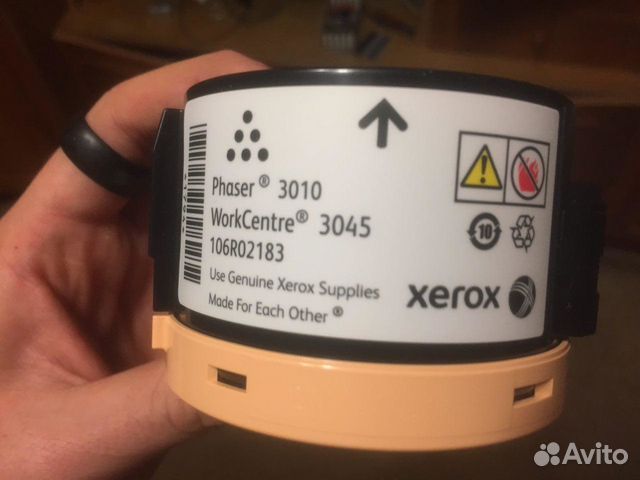 Phaser® 3010
WorkCentre® 3045
106R02183
Use Genuine Xerox Supplies
Made For Each Other®
10
xerox
Avito